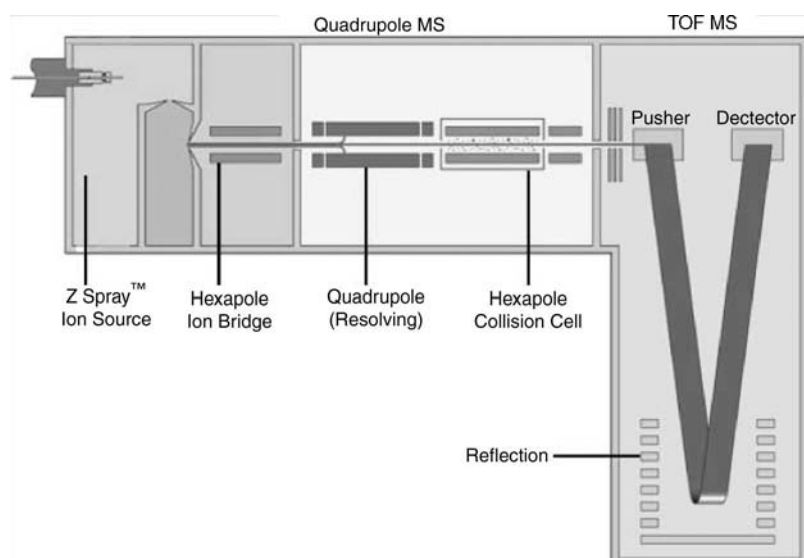 Quadrupole MS
TOF MS
Pusher
Dectector
Z Spray™
Ion Source
Hexapole
Ion Bridge
Quadrupole
(Resolving)
Hexapole
Collision Cell
Reflection